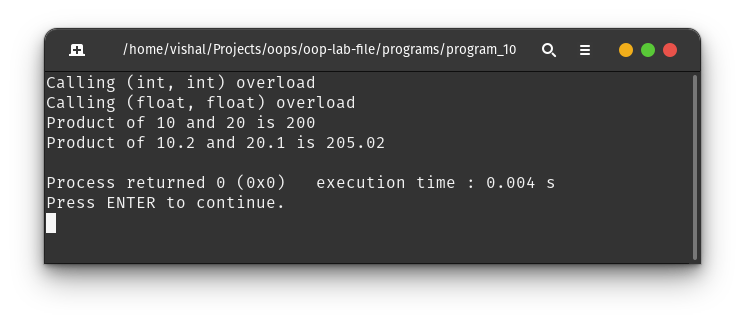 /home/vishal/Projects/oops/oop-lab-file/programs/program_10
Calling (int, int) overload
Calling (float, float) overload
Product of 10 and 20 is 200
Product of 10.2 and 20.1 is 205.02
Process returned 0 (0x0)   execution time : 0.004 s
Press ENTER to continue.